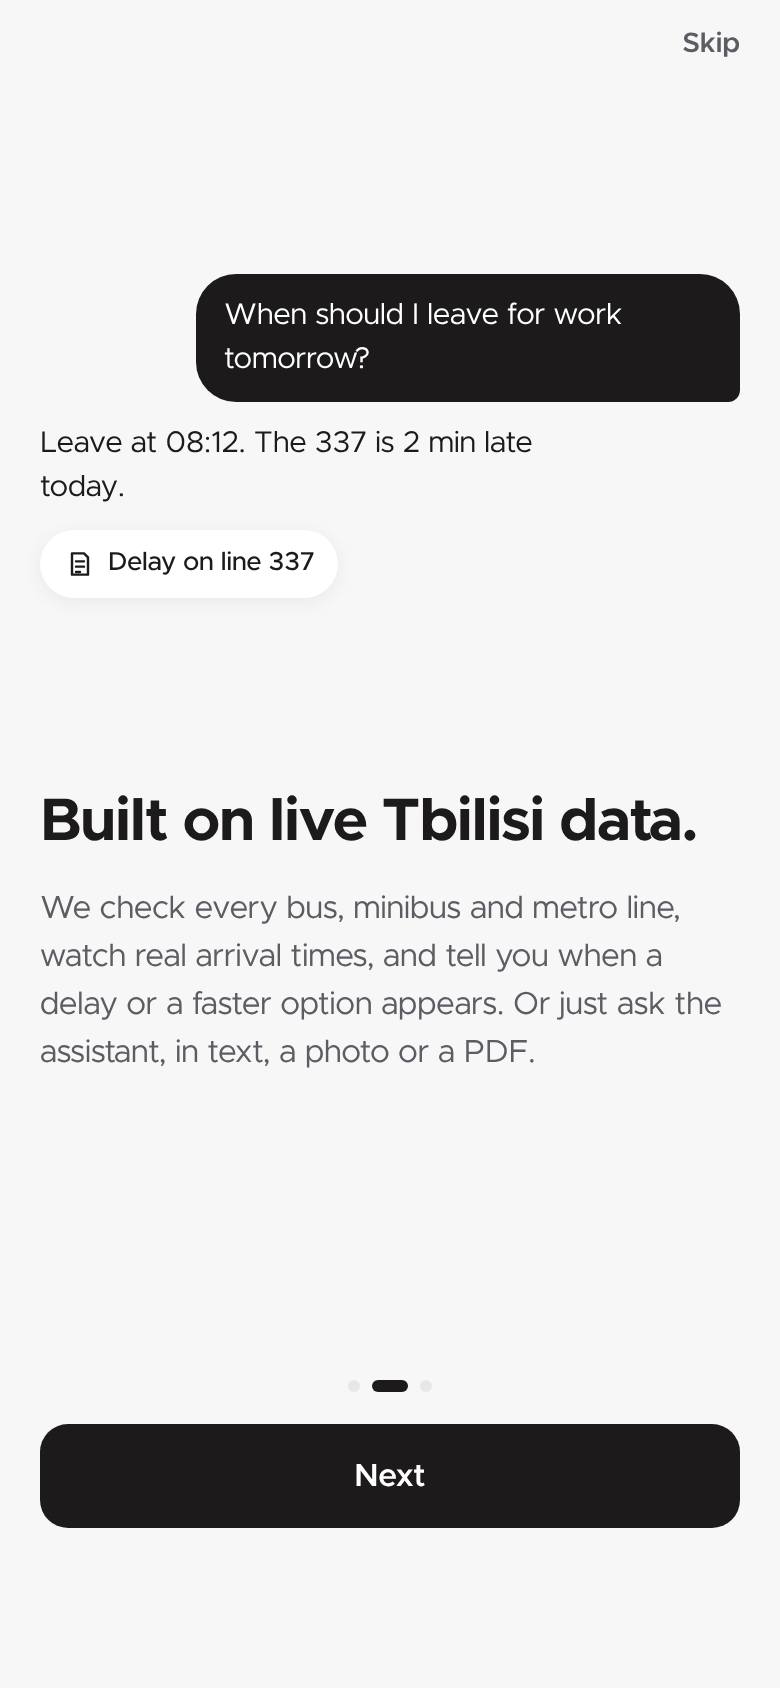 Skip
When should I leave for work
tomorrow?
Leave at 08:12. The 337 is 2 min late
today.
Delay on line 337
Built on live Tbilisi data.
We check every bus, minibus and metro line,
watch real arrival times, and tell you when a
delay or a faster option appears. Or just ask the
assistant, in text, a photo or a PDF.
Next